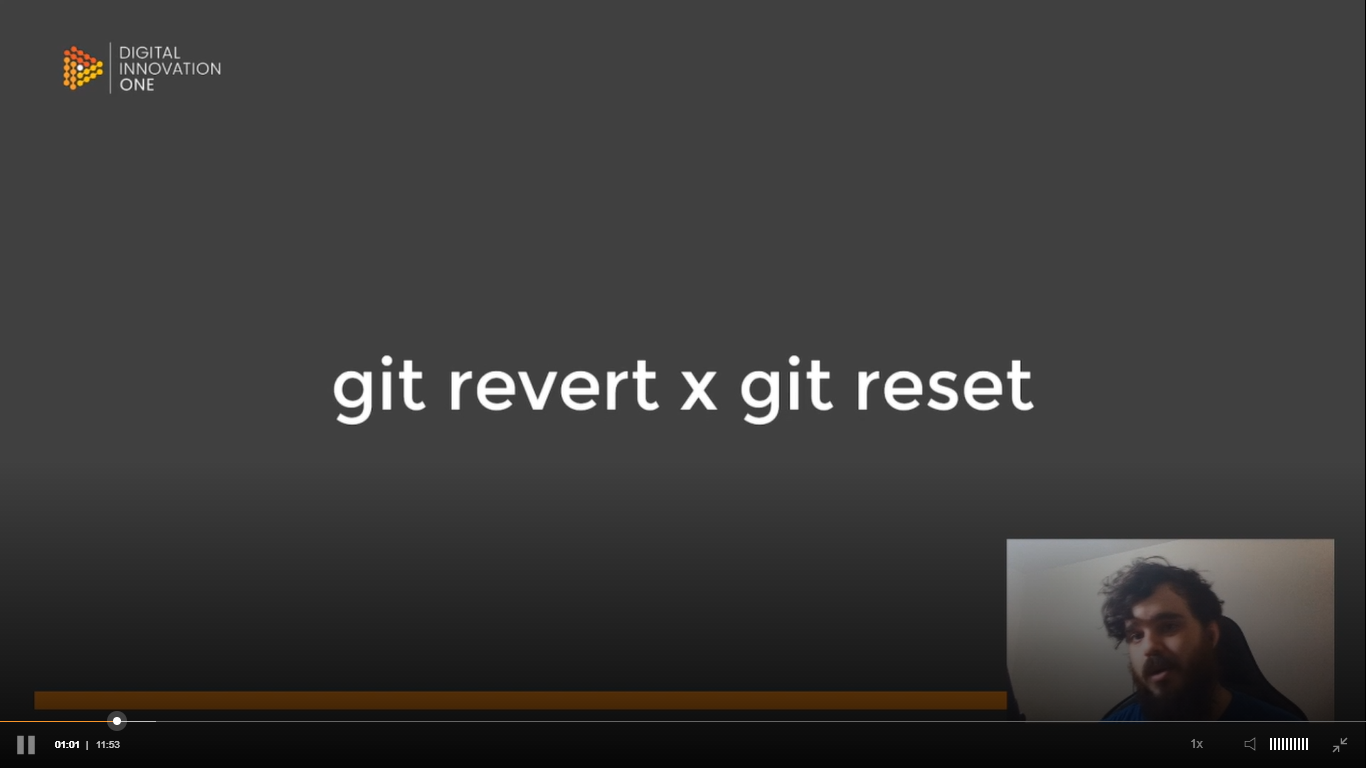 DIGITAL
INNOVATION
ONE
git revert x git reset
01:01 | 11:53
1x